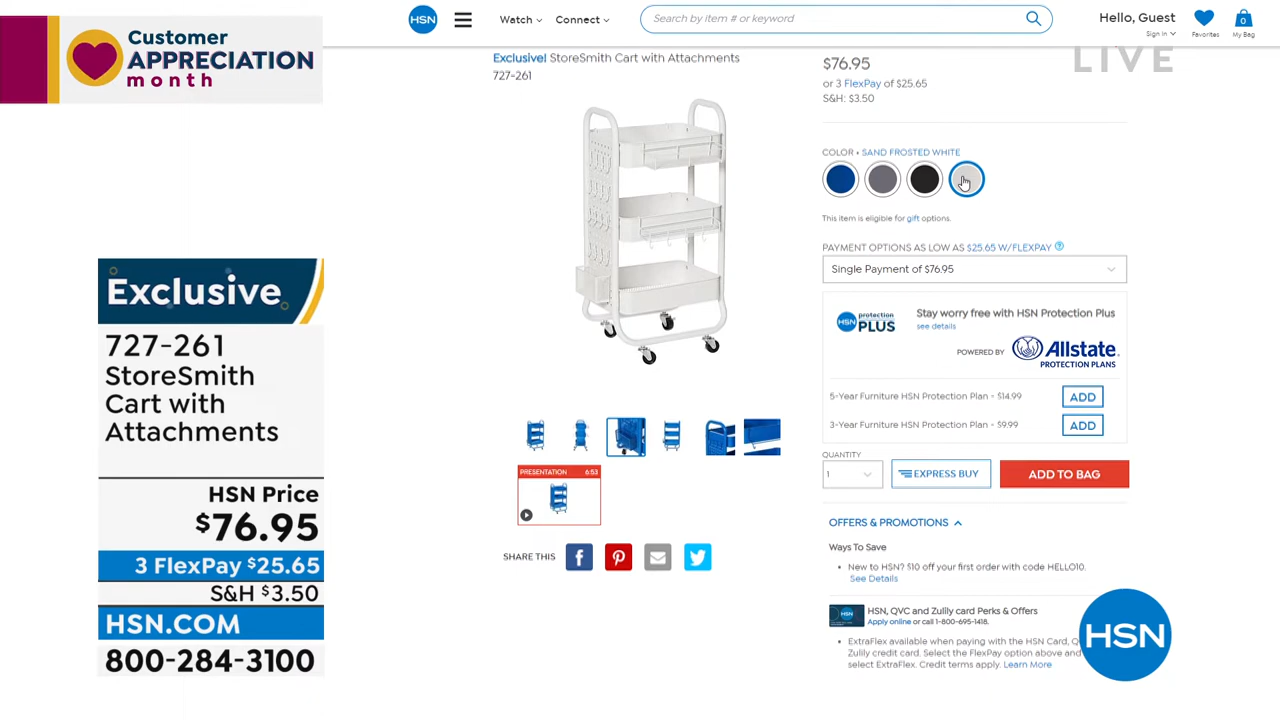 Customer
APPRECIATION
month
HSN
Watch
Connect
Search by item # or keyword
Hello, Guest
Sign In
Favorites
0
My Bag
LIVE
Exclusive! StoreSmith Cart with Attachments
727-261
$76.95
or 3 FlexPay of $25.65
S&H: $3.50
COLOR • SAND FROSTED WHITE
This item is eligible for gift options.
PAYMENT OPTIONS AS LOW AS $25.65 W/FLEXPAY ?
Single Payment of $76.95
HSN protection PLUS
Stay worry free with HSN Protection Plus
see details
POWERED BY
Allstate
PROTECTION PLANS
5-Year Furniture HSN Protection Plan - $14.99
ADD
3-Year Furniture HSN Protection Plan - $9.99
ADD
QUANTITY
1
EXPRESS BUY
ADD TO BAG
PRESENTATION 6:53
SHARE THIS
OFFERS & PROMOTIONS
Ways To Save
• New to HSN? $10 off your first order with code HELLO10.
See Details
HSN
HSN, QVC and Zulily card Perks & Offers
Apply online or call 1-800-695-1418.
• ExtraFlex available when paying with the HSN Card, Q
Zulily credit card. Select the FlexPay option above and
select ExtraFlex. Credit terms apply. Learn More
HSN
Exclusive
727-261
StoreSmith
Cart with
Attachments
HSN Price
$76.95
3 FlexPay $25.65
S&H $3.50
HSN.COM
800-284-3100